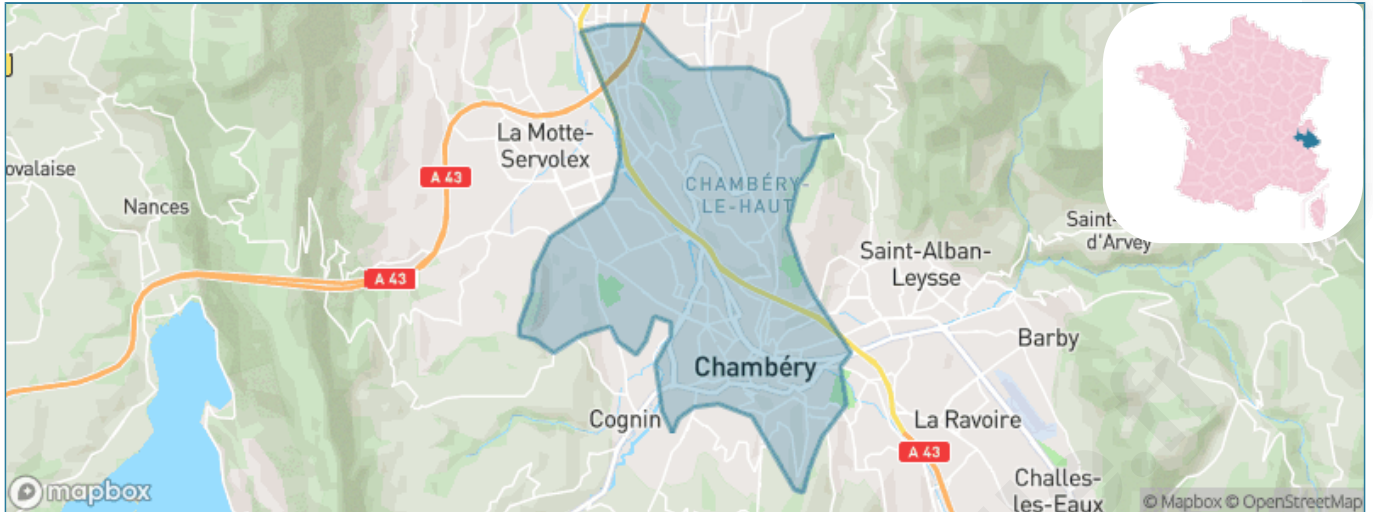 La Motte-
Servolex
A 43
ovalaise
CHAMBÉRY-
LE-HAUT
Nances
Saint-
d'Arvey
Saint-Alban-
Leysse
A 43
Barby
Chambéry
Cognin
La Ravoire
A 43
Challes-
les-Eaux
mapbox
© Mapbox © OpenStreetMap